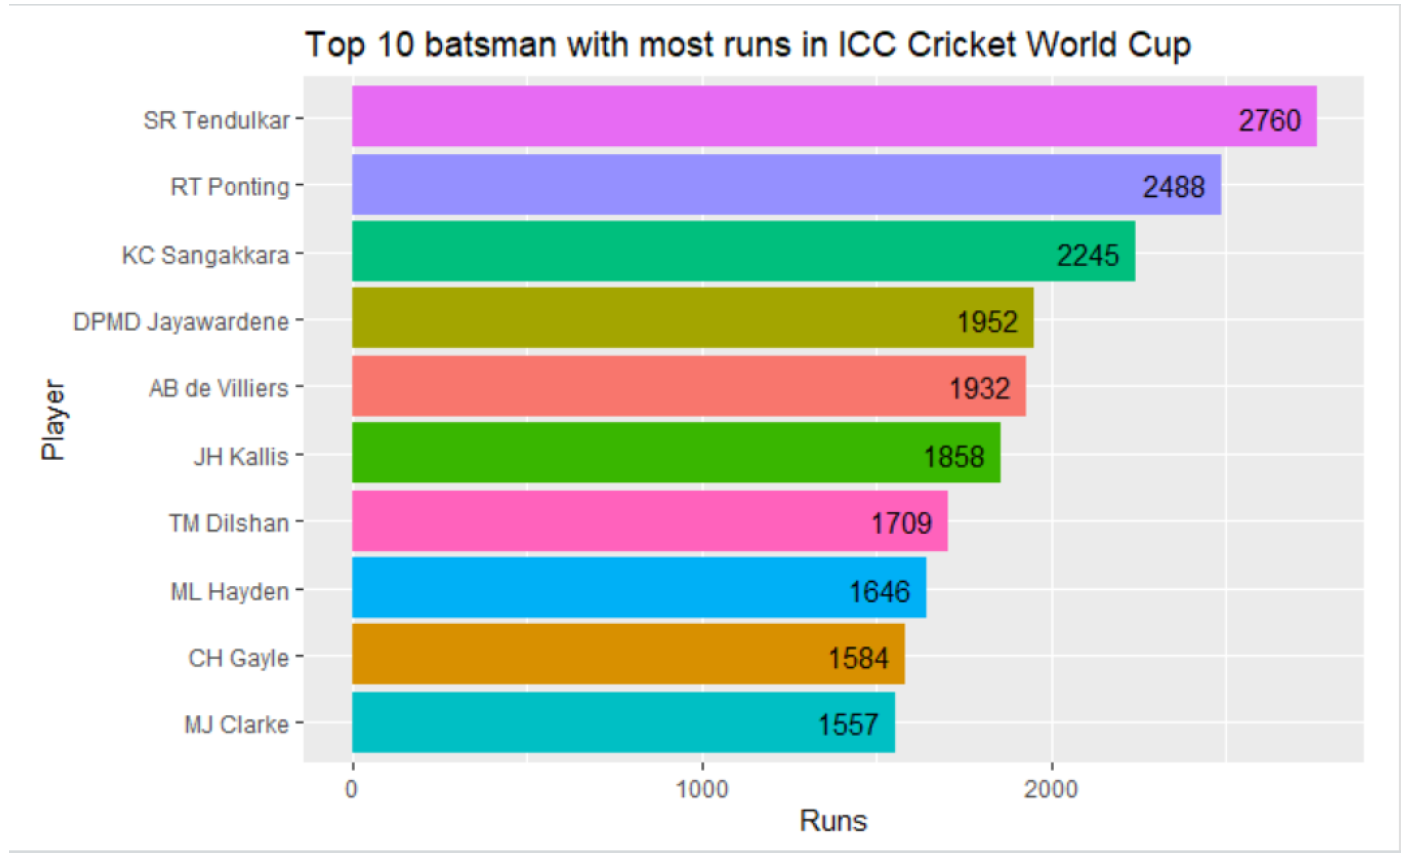 Top 10 batsman with most runs in ICC Cricket World Cup
Player
SR Tendulkar 2760
RT Ponting 2488
KC Sangakkara 2245
DPMD Jayawardene 1952
AB de Villiers 1932
JH Kallis 1858
TM Dilshan 1709
ML Hayden 1646
CH Gayle 1584
MJ Clarke 1557
0 1000 2000
Runs